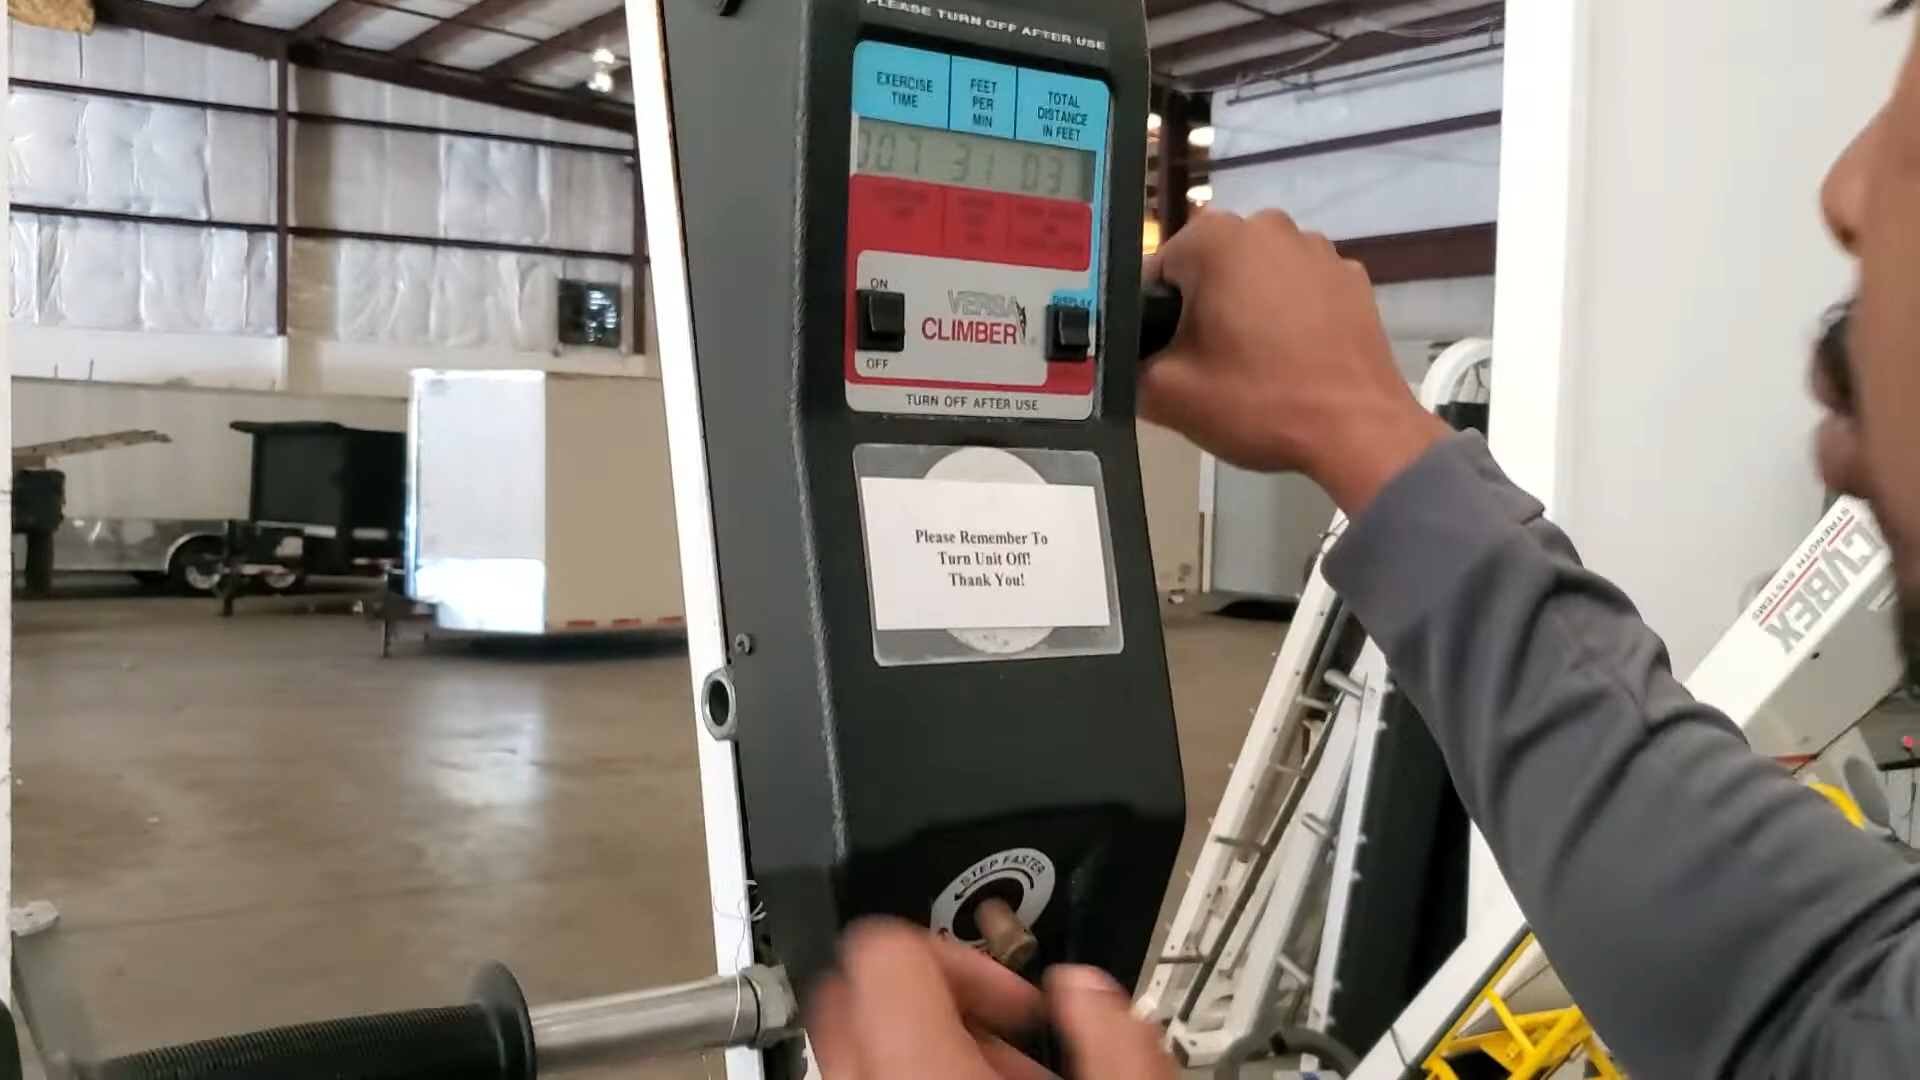 PLEASE TURN OFF AFTER USE
EXERCISE
TIME
FEET
PER
MIN
TOTAL
DISTANCE
IN FEET
31
ON
OFF
VERSA
CLIMBER
DISPLAY
TURN OFF AFTER USE
Please Remember To
Turn Unit Off!
Thank You!
STEP FASTER
CYBEX
STRENGTH SYSTEMS